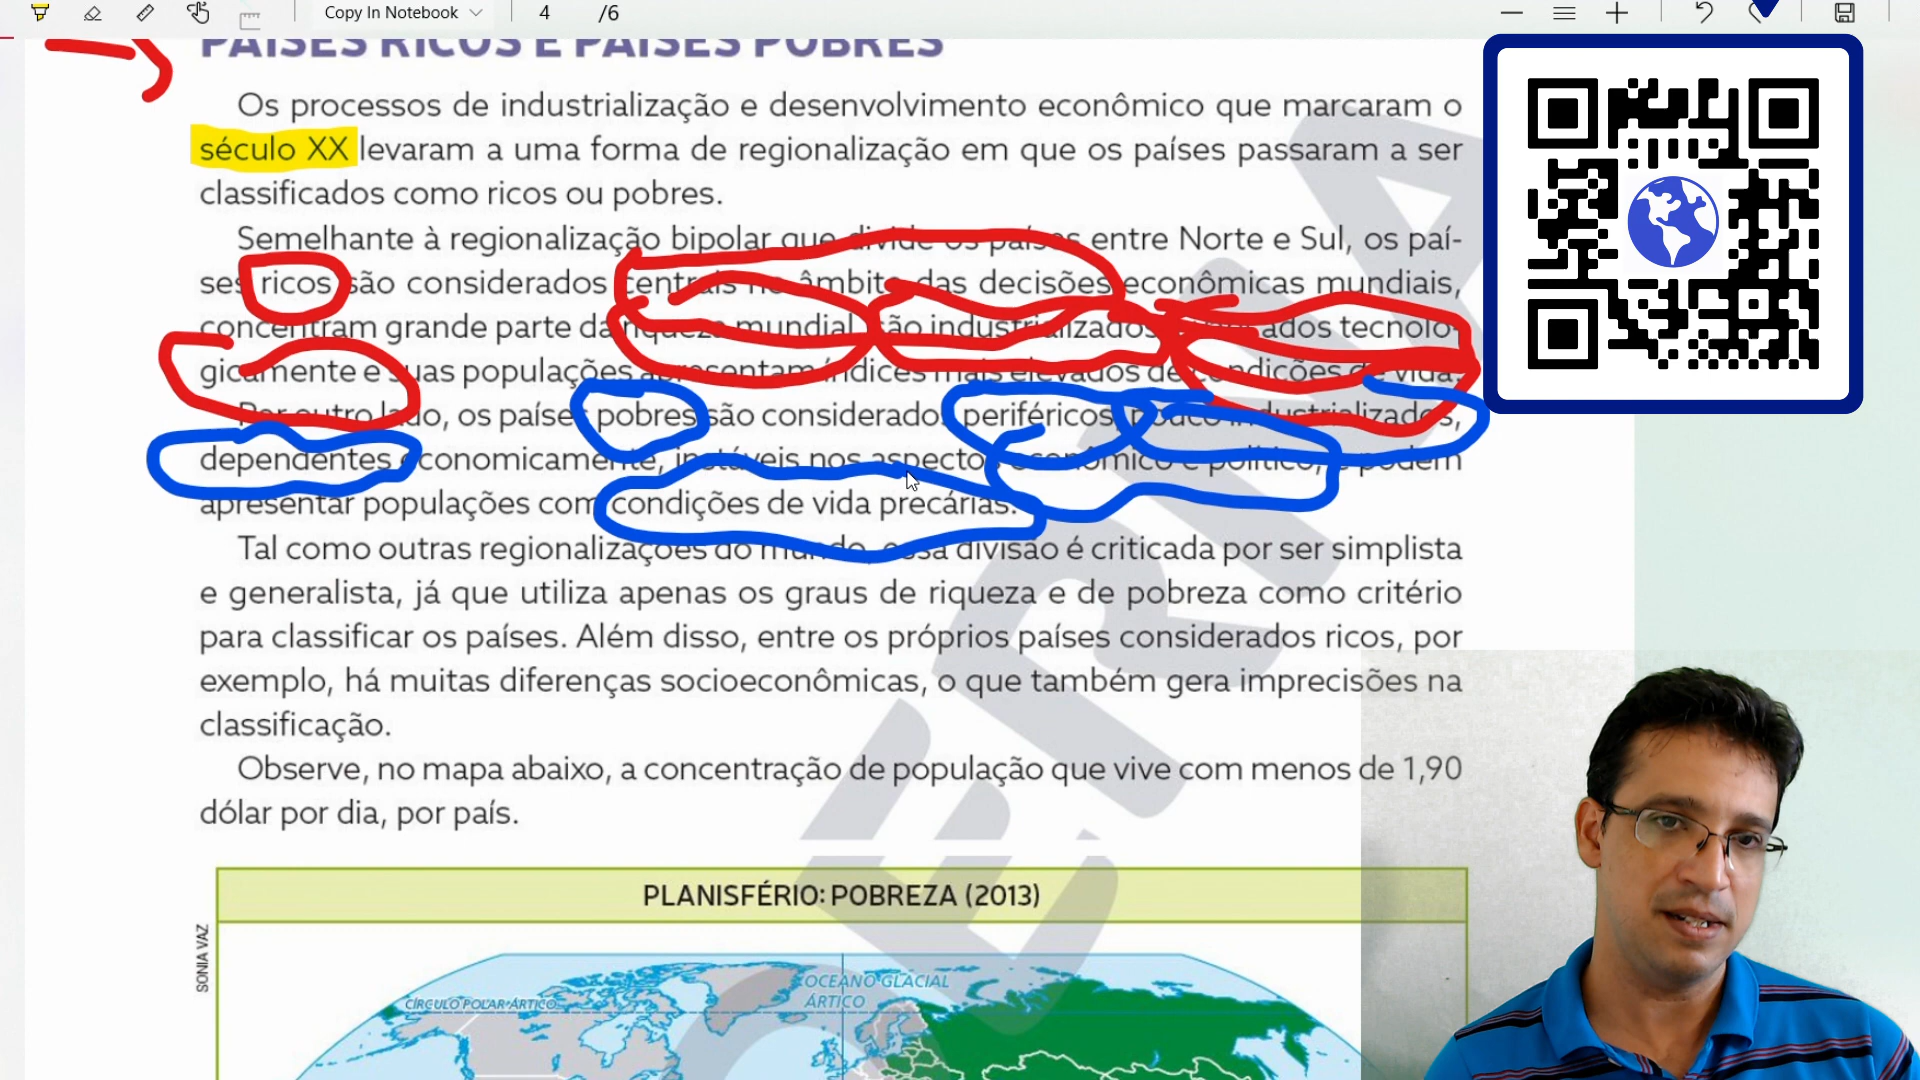 Copy In Notebook 4 /6
PAÍSES RICOS E PAÍSES POBRES
Os processos de industrialização e desenvolvimento econômico que marcaram o
século XX levaram a uma forma de regionalização em que os países passaram a ser
classificados como ricos ou pobres.
Semelhante à regionalização bipolar que divide os países entre Norte e Sul, os paí-
ses ricos são considerados centrais no âmbito das decisões econômicas mundiais,
concentram grande parte da riqueza mundial, são industrializados, tecnolo-
gicamente e suas populações apresentam índices mais elevados de condições de vida.
Por outro lado, os países pobres são considerados periféricos, pouco industrializados,
dependentes economicamente, instáveis nos aspectos econômico e político, e podem
apresentar populações com condições de vida precárias.
Tal como outras regionalizações do mundo, essa divisão é criticada por ser simplista
e generalista, já que utiliza apenas os graus de riqueza e de pobreza como critério
para classificar os países. Além disso, entre os próprios países considerados ricos, por
exemplo, há muitas diferenças socioeconômicas, o que também gera imprecisões na
classificação.
Observe, no mapa abaixo, a concentração de população que vive com menos de 1,90
dólar por dia, por país.
PLANISFÉRIO: POBREZA (2013)
SONIA VAZ
OCEANO GLACIAL
ÁRTICO
CÍRCULO POLAR ÁRTICO